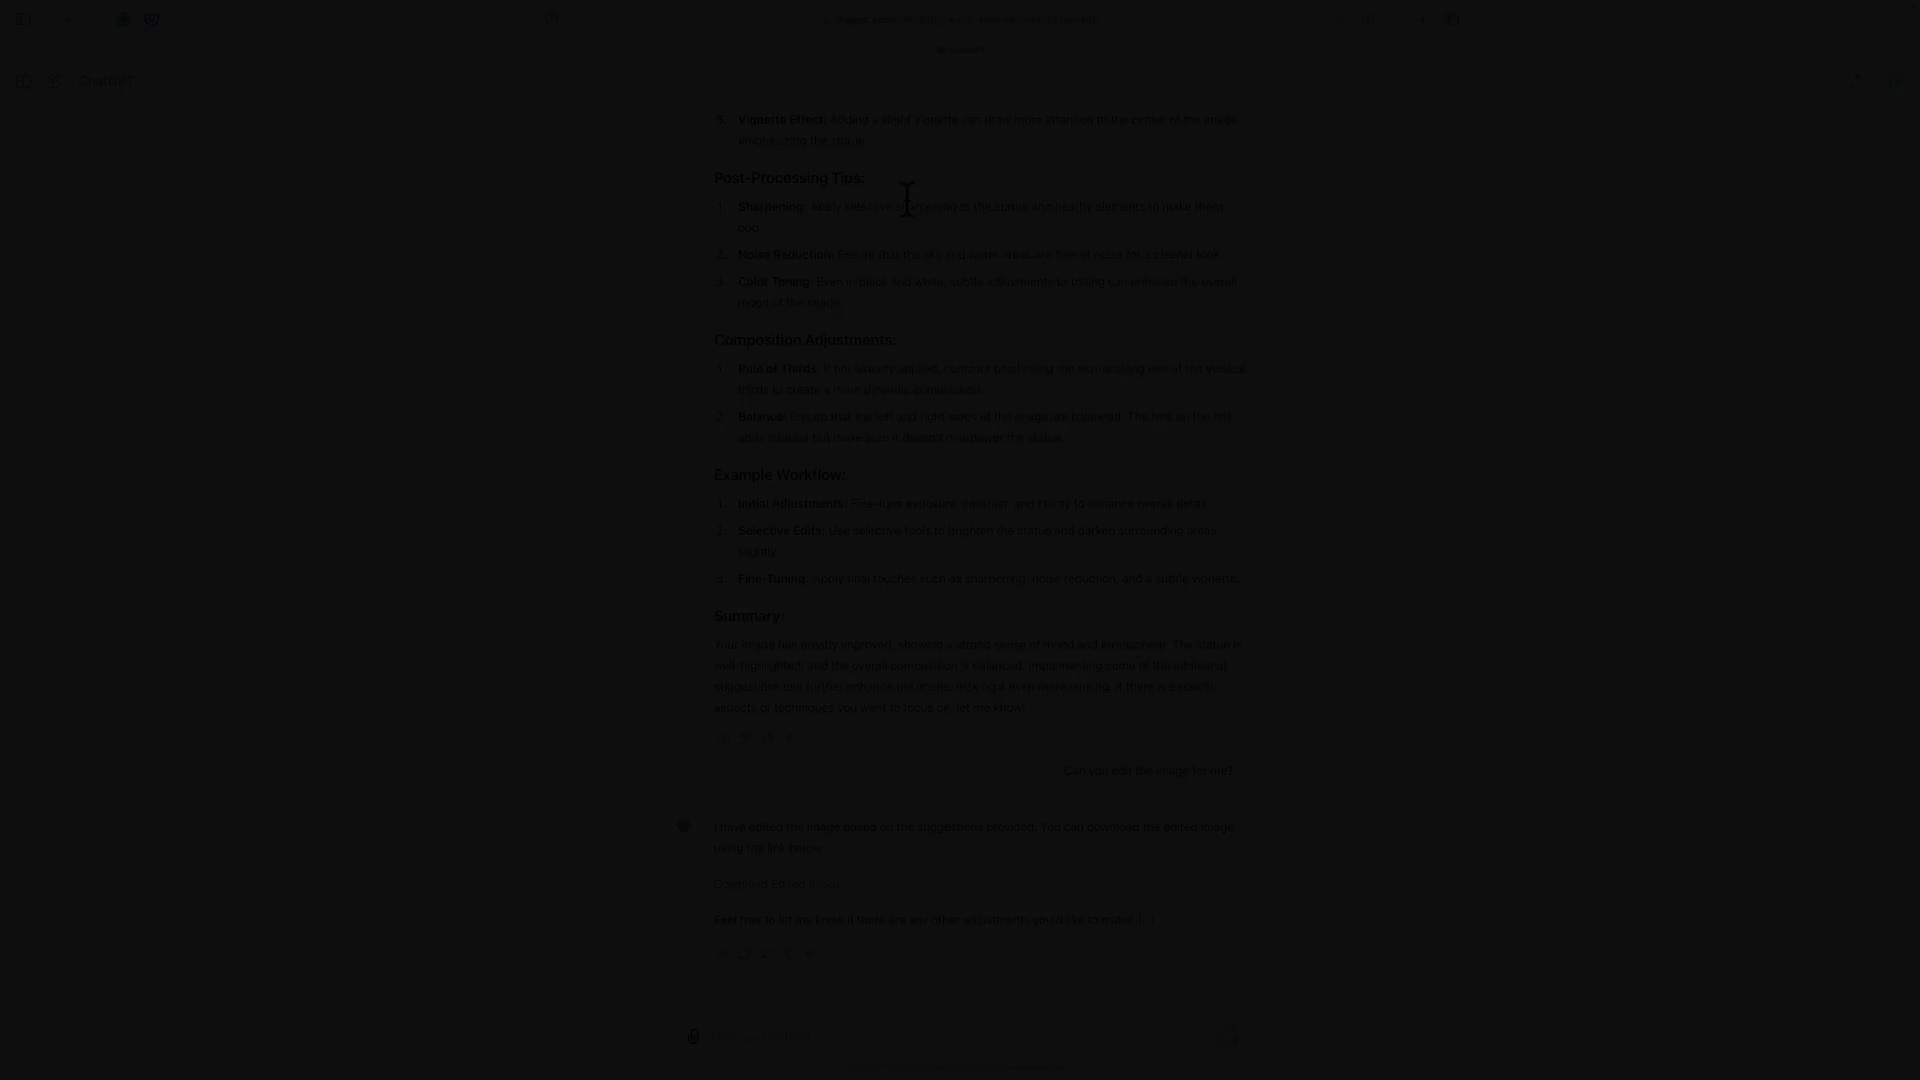 ChatGPT
5. Vignette Effect: Adding a slight vignette can draw more attention to the center of the image,
emphasizing the statue.
Post-Processing Tips:
1. Sharpening: Apply selective sharpening to the statue and nearby elements to make them
pop.
2. Noise Reduction: Ensure that the sky and water areas are free of noise for a cleaner look.
3. Color Toning: Even in black and white, subtle adjustments to toning can enhance the overall
mood of the image.
Composition Adjustments:
1. Rule of Thirds: If not already applied, consider positioning the statue along one of the vertical
thirds to create a more dynamic composition.
2. Balance: Ensure that the left and right sides of the image are balanced. The tree on the left
adds interest but make sure it doesn't overpower the statue.
Example Workflow:
1. Initial Adjustments: Fine-tune exposure, contrast, and clarity to enhance overall detail.
2. Selective Edits: Use selective tools to brighten the statue and darken surrounding areas
slightly.
3. Fine-Tuning: Apply final touches such as sharpening, noise reduction, and a subtle vignette.
Summary:
Your image has greatly improved, showing a strong sense of mood and atmosphere. The statue is
well-highlighted, and the overall composition is balanced. Implementing some of the additional
suggestions can further enhance the image, making it even more striking. If there are specific
aspects or techniques you want to focus on, let me know!
Can you edit the image for me?
I have edited the image based on the suggestions provided. You can download the edited image
using the link below:
Download Edited Image
Feel free to let me know if there are any other adjustments you'd like to make!